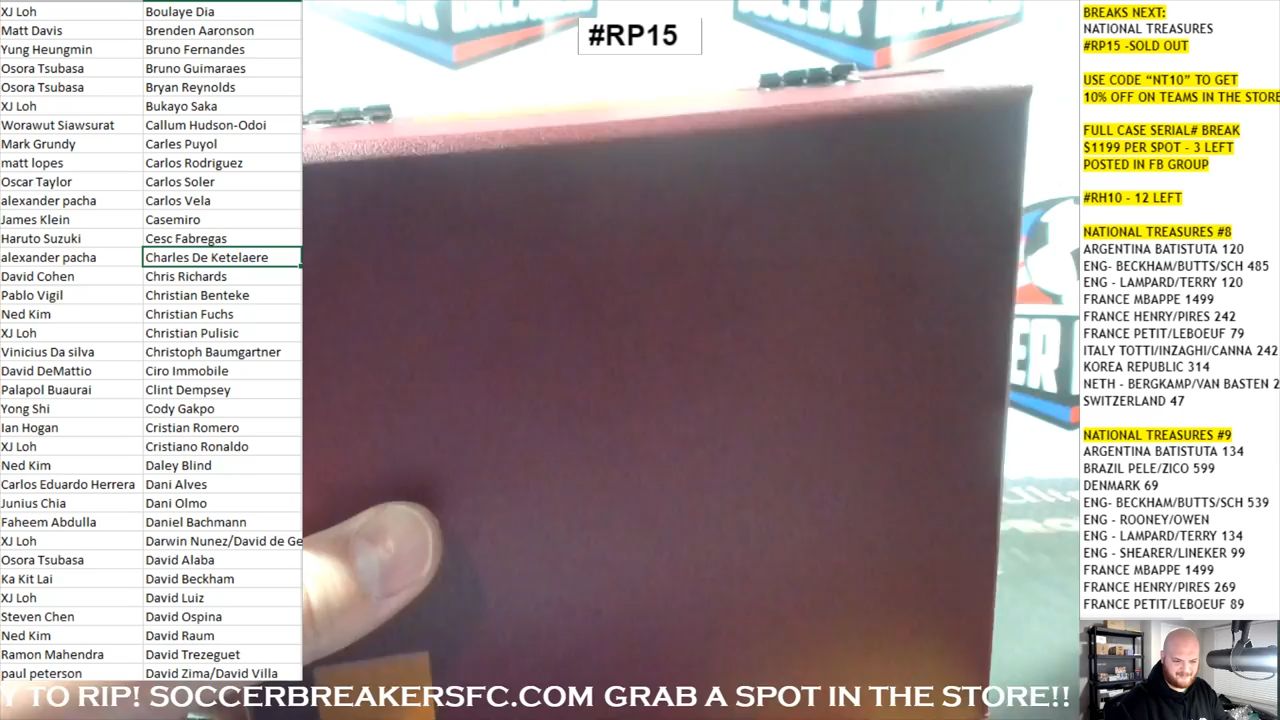 XJ Loh Boulaye Dia
Matt Davis Brenden Aaronson
Yung Heungmin Bruno Fernandes
Osora Tsubasa Bruno Guimaraes
Osora Tsubasa Bryan Reynolds
XJ Loh Bukayo Saka
Worawut Siawsurat Callum Hudson-Odoi
Mark Grundy Carles Puyol
matt lopes Carlos Rodriguez
Oscar Taylor Carlos Soler
alexander pacha Carlos Vela
James Klein Casemiro
Haruto Suzuki Cesc Fabregas
alexander pacha Charles De Ketelaere
David Cohen Chris Richards
Pablo Vigil Christian Benteke
Ned Kim Christian Fuchs
XJ Loh Christian Pulisic
Vinicius Da silva Christoph Baumgartner
David DeMattio Ciro Immobile
Palapol Buaurai Clint Dempsey
Yong Shi Cody Gakpo
Ian Hogan Cristian Romero
XJ Loh Cristiano Ronaldo
Ned Kim Daley Blind
Carlos Eduardo Herrera Dani Alves
Junius Chia Dani Olmo
Faheem Abdulla Daniel Bachmann
XJ Loh Darwin Nunez/David de Ge
Osora Tsubasa David Alaba
Ka Kit Lai David Beckham
XJ Loh David Luiz
Steven Chen David Ospina
Ned Kim David Raum
Ramon Mahendra David Trezeguet
paul peterson David Zima/David Villa
#RP15
BREAKS NEXT:
NATIONAL TREASURES
#RP15 -SOLD OUT
USE CODE “NT10” TO GET
10% OFF ON TEAMS IN THE STORE
FULL CASE SERIAL# BREAK
$1199 PER SPOT - 3 LEFT
POSTED IN FB GROUP
#RH10 - 12 LEFT
NATIONAL TREASURES #8
ARGENTINA BATISTUTA 120
ENG- BECKHAM/BUTTS/SCH 485
ENG - LAMPARD/TERRY 120
FRANCE MBAPPE 1499
FRANCE HENRY/PIRES 242
FRANCE PETIT/LEBOEUF 79
ITALY TOTTI/INZAGHI/CANNA 242
KOREA REPUBLIC 314
NETH - BERGKAMP/VAN BASTEN 2
SWITZERLAND 47
NATIONAL TREASURES #9
ARGENTINA BATISTUTA 134
BRAZIL PELE/ZICO 599
DENMARK 69
ENG- BECKHAM/BUTTS/SCH 539
ENG - ROONEY/OWEN
ENG - LAMPARD/TERRY 134
ENG - SHEARER/LINEKER 99
FRANCE MBAPPE 1499
FRANCE HENRY/PIRES 269
FRANCE PETIT/LEBOEUF 89
Y TO RIP! SOCCERBREAKERSFC.COM GRAB A SPOT IN THE STORE!!